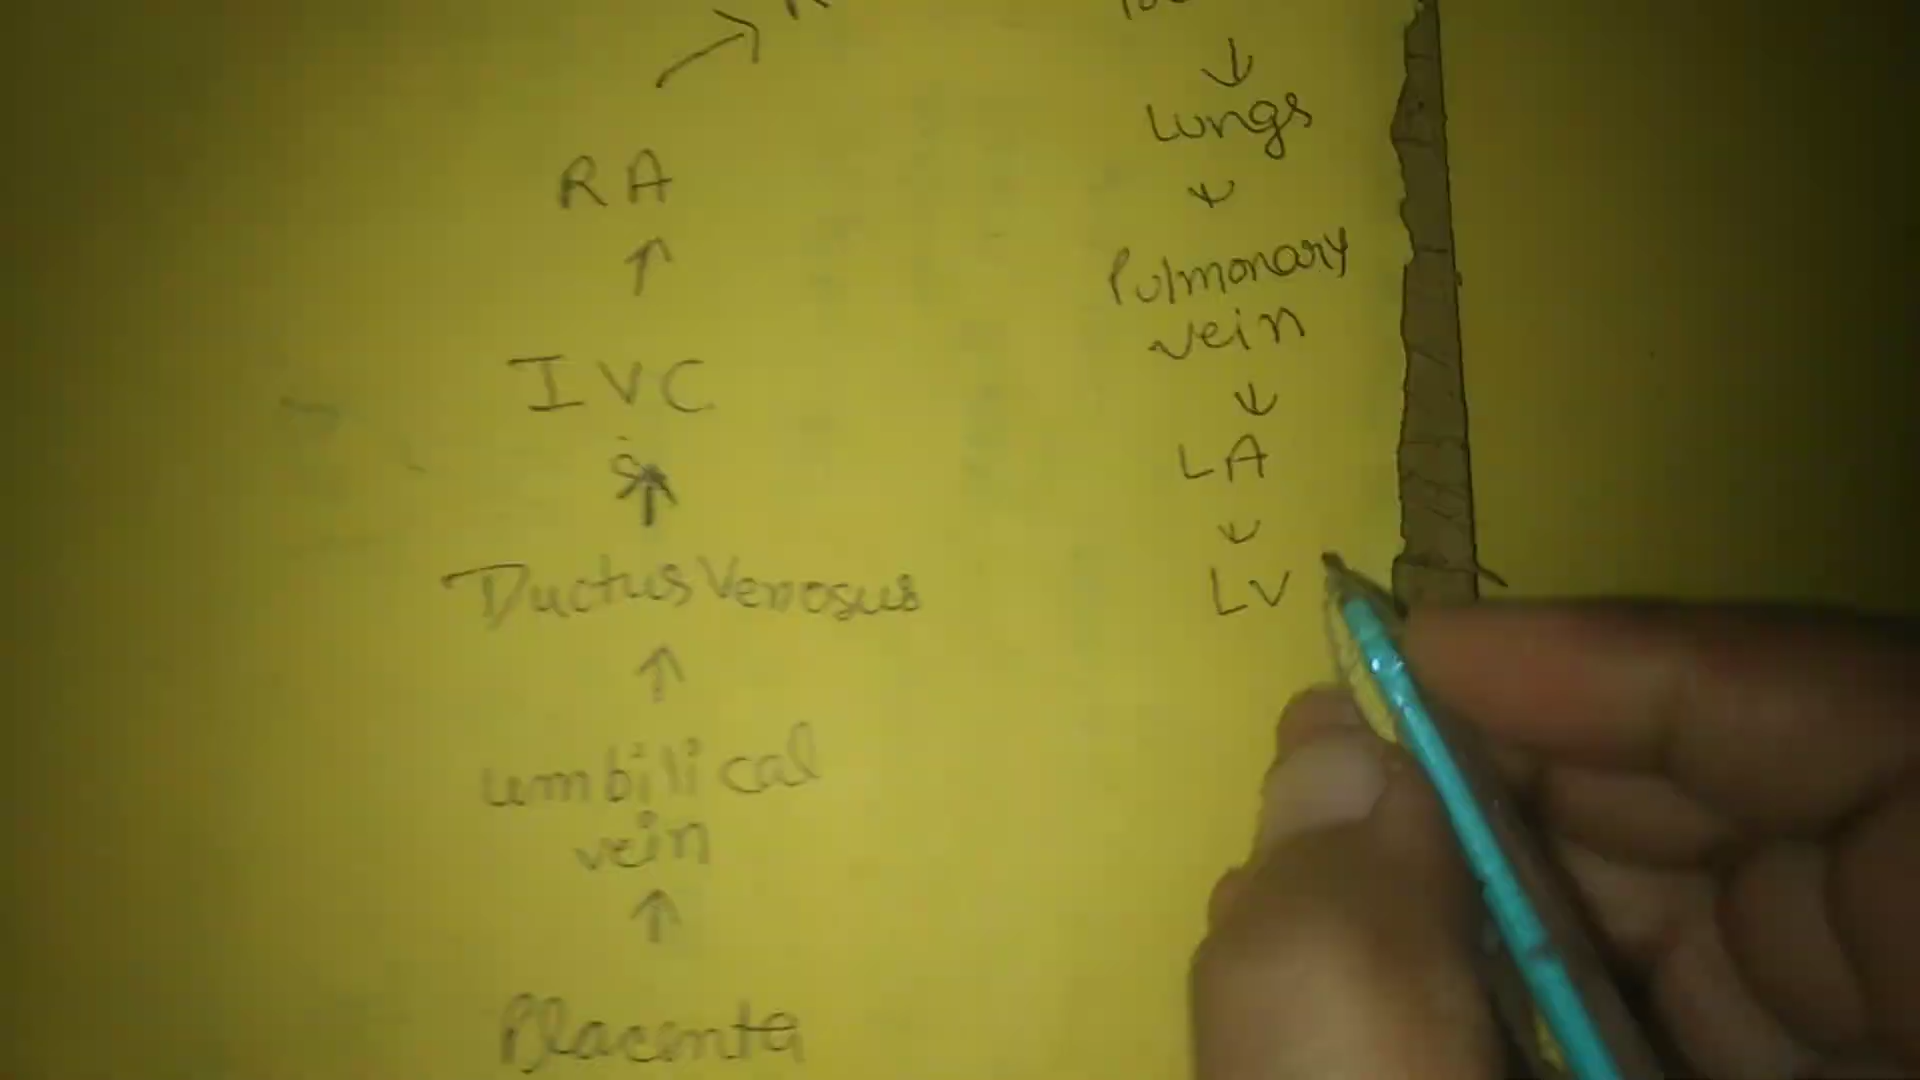 RA
IVC
Ductus Venosus
umbilical
vein
Placenta
Lungs
Pulmonary
vein
LA
LV